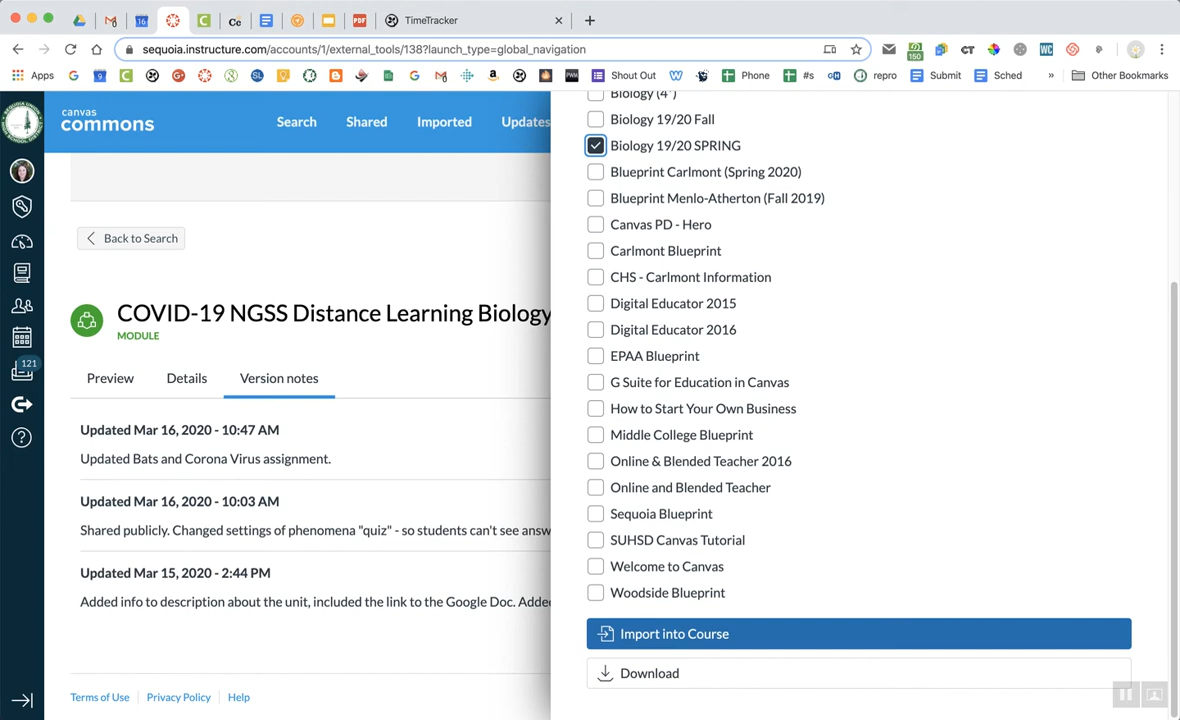 TimeTracker
sequoia.instructure.com/accounts/1/external_tools/138?launch_type=global_navigation
Apps
Shout Out
Phone
#s
repro
Submit
Sched
»
Other Bookmarks
canvas
commons
Search
Shared
Imported
Updates
Back to Search
COVID-19 NGSS Distance Learning Biology
MODULE
Preview
Details
Version notes
Updated Mar 16, 2020 - 10:47 AM
Updated Bats and Corona Virus assignment.
Updated Mar 16, 2020 - 10:03 AM
Shared publicly. Changed settings of phenomena "quiz" - so students can't see answ
Updated Mar 15, 2020 - 2:44 PM
Added info to description about the unit, included the link to the Google Doc. Adde
Terms of Use
Privacy Policy
Help
121
150
16
Biology (4°)
Biology 19/20 Fall
Biology 19/20 SPRING
Blueprint Carlmont (Spring 2020)
Blueprint Menlo-Atherton (Fall 2019)
Canvas PD - Hero
Carlmont Blueprint
CHS - Carlmont Information
Digital Educator 2015
Digital Educator 2016
EPAA Blueprint
G Suite for Education in Canvas
How to Start Your Own Business
Middle College Blueprint
Online & Blended Teacher 2016
Online and Blended Teacher
Sequoia Blueprint
SUHSD Canvas Tutorial
Welcome to Canvas
Woodside Blueprint
Import into Course
Download